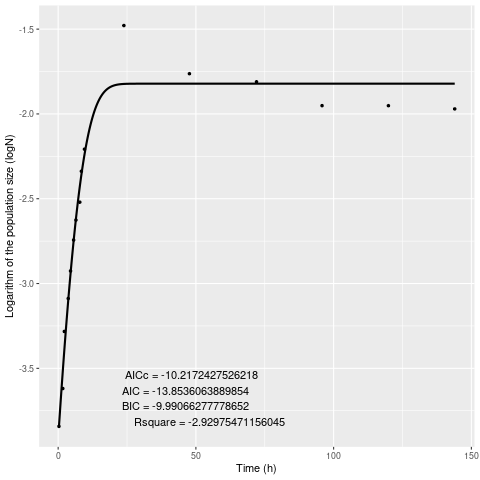 -1.5
-2.0
-2.5
-3.0
-3.5
Logarithm of the population size (logN)
AICc = -10.2172427526218
AIC = -13.8536063889854
BIC = -9.99066277778652
Rsquare = -2.92975471156045
0 50 100 150
Time (h)